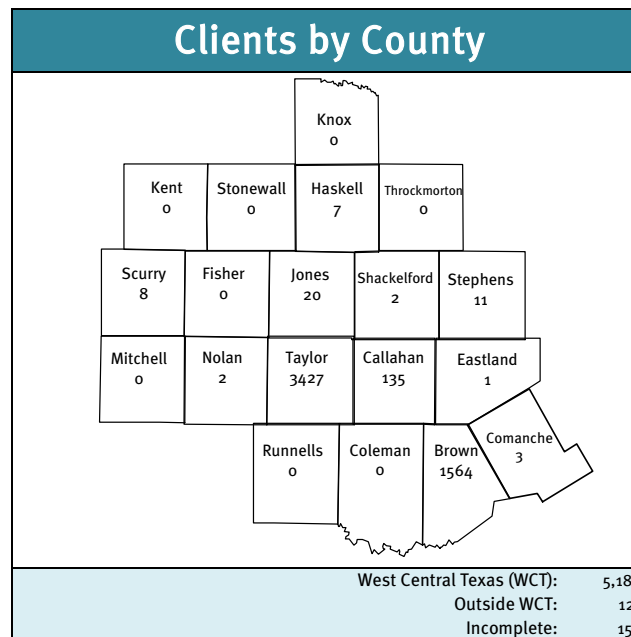 Clients by County
Knox
0
Kent Stonewall Haskell Throckmorton
0 0 7 0
Scurry Fisher Jones Shackelford Stephens
8 0 20 2 11
Mitchell Nolan Taylor Callahan Eastland
0 2 3427 135 1
Runnells Coleman Brown Comanche
0 0 1564 3
West Central Texas (WCT):
Outside WCT:
Incomplete: